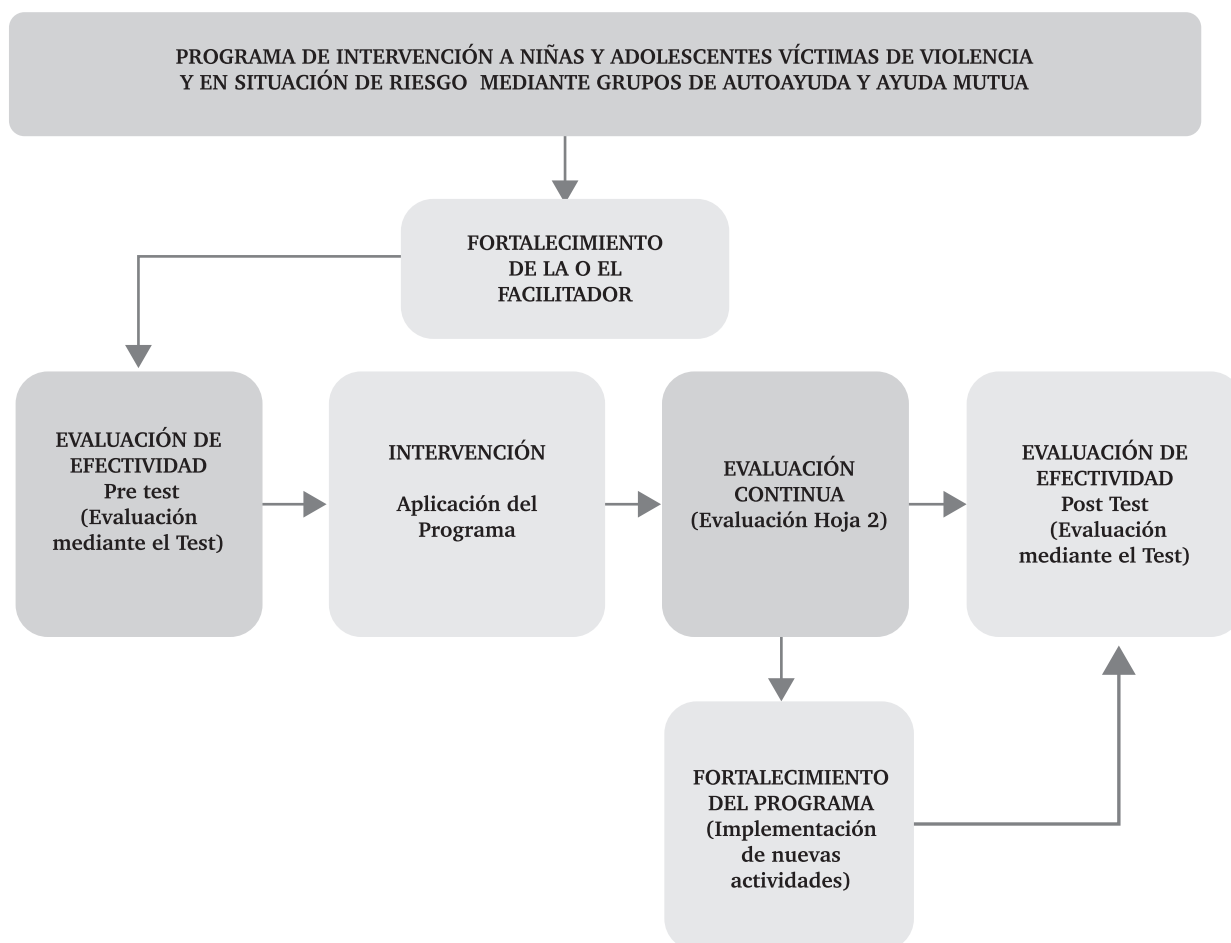 PROGRAMA DE INTERVENCIÓN A NIÑAS Y ADOLESCENTES VÍCTIMAS DE VIOLENCIA
Y EN SITUACIÓN DE RIESGO MEDIANTE GRUPOS DE AUTOAYUDA Y AYUDA MUTUA
FORTALECIMIENTO
DE LA O EL
FACILITADOR
EVALUACIÓN DE
EFECTIVIDAD
Pre test
(Evaluación
mediante el Test)
INTERVENCIÓN
Aplicación del
Programa
EVALUACIÓN
CONTINUA
(Evaluación Hoja 2)
EVALUACIÓN DE
EFECTIVIDAD
Post Test
(Evaluación
mediante el Test)
FORTALECIMIENTO
DEL PROGRAMA
(Implementación
de nuevas
actividades)